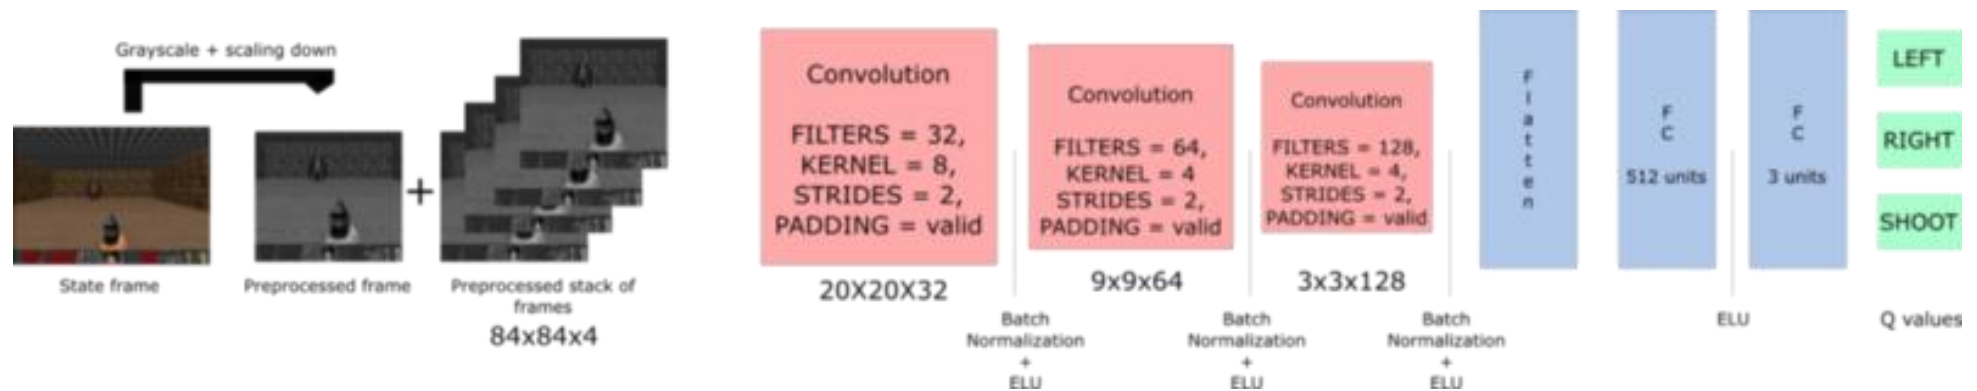 Grayscale + scaling down
State frame
Preprocessed frame
+
Preprocessed stack of
frames
84x84x4
Convolution
FILTERS = 32,
KERNEL = 8,
STRIDES = 2,
PADDING = valid
20X20X32
Batch
Normalization
+
ELU
Convolution
FILTERS = 64,
KERNEL = 4
STRIDES = 2,
PADDING = valid
9x9x64
Batch
Normalization
+
ELU
Convolution
FILTERS = 128,
KERNEL = 4,
STRIDES = 2,
PADDING = valid
3x3x128
Batch
Normalization
+
ELU
Flatten
FC
512 units
ELU
FC
3 units
LEFT
RIGHT
SHOOT
Q values